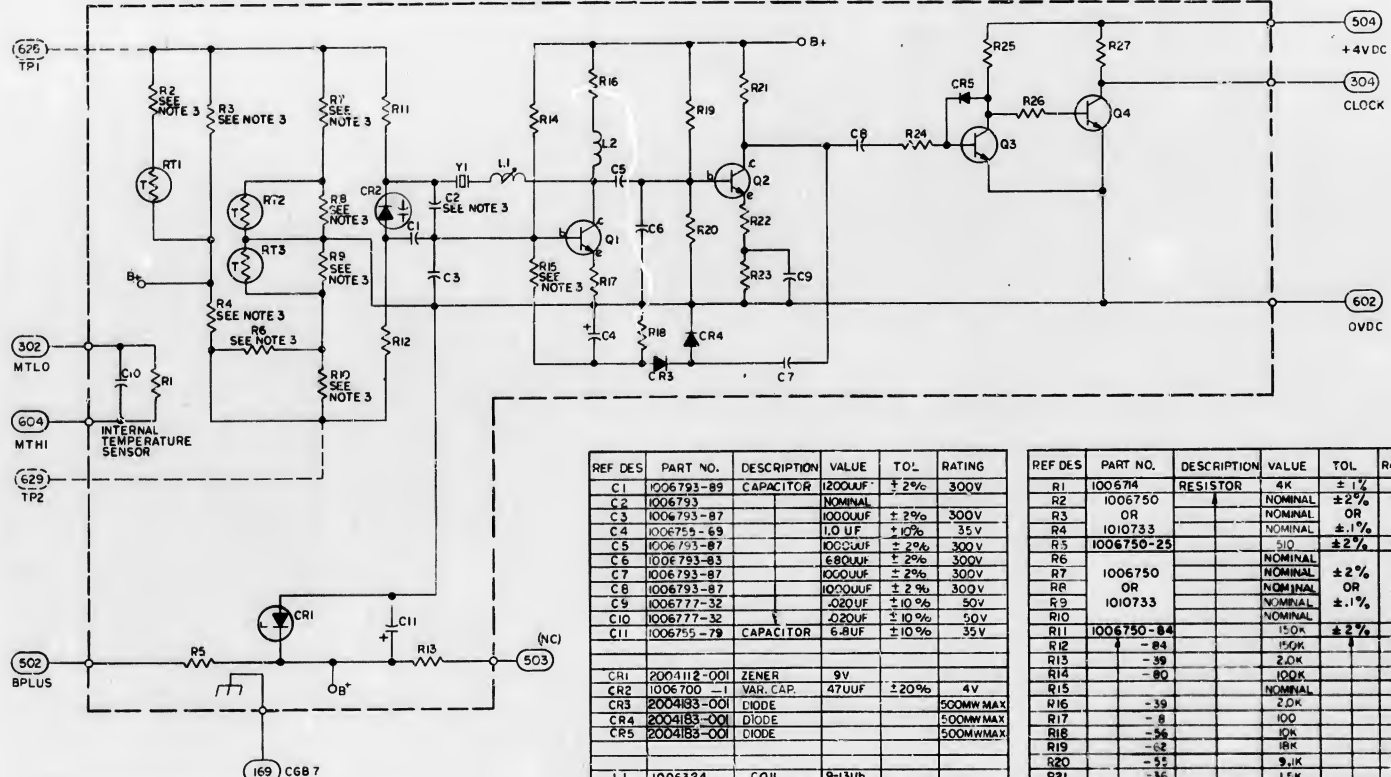 (626)
TP1
504
+4VDC
304
CLOCK
602
0VDC
302
MTLO
604
MTHI
(629)
TP2
502
BPLUS
503
(NC)
169 CGB 7
INTERNAL
TEMPERATURE
SENSOR
R2
SEE
NOTE 3
R3
SEE NOTE 3
R7
SEE
NOTE 3
RT1
RT2
RT3
R8
SEE
NOTE 3
R9
SEE
NOTE 3
B+
R4
SEE NOTE 3
R6
SEE NOTE 3
R10
SEE
NOTE 3
C10
R1
R11
CR2
C1
C2
SEE NOTE 3
C3
R12
Y1
L1
R14
R15
SEE
NOTE 3
R16
L2
C5
b
c
e
Q1
R17
C4
+
R18
C6
CR3
R19
R20
CR4
C7
B+
R21
b
c
e
Q2
R22
R23
C9
C8
R24
CR5
R25
Q3
R26
R27
Q4
CR1
C11
+
R5
B+
R13
REF DES PART NO. DESCRIPTION VALUE TOL RATING
C1 1006793-89 CAPACITOR 1200UUF ±2% 300V
C2 1006793 NOMINAL
C3 1006793-87 1000UUF ±2% 300V
C4 1006755-69 1.0 UF ±10% 35V
C5 1006793-87 1000UUF ±2% 300V
C6 1006793-83 680UUF ±2% 300V
C7 1006793-87 1000UUF ±2% 300V
C8 1006793-87 1000UUF ±2% 300V
C9 1006777-32 .020UF ±10% 50V
C10 1006777-32 .020UF ±10% 50V
C11 1006755-79 CAPACITOR 6.8UF ±10% 35V
CR1 2004112-001 ZENER 9V
CR2 1006700-1 VAR. CAP. 47UUF ±20% 4V
CR3 2004183-001 DIODE 500MW MAX
CR4 2004183-001 DIODE 500MW MAX
CR5 2004183-001 DIODE 500MW MAX
L1 1006324 COIL
REF DES PART NO. DESCRIPTION VALUE TOL
R1 1006714 RESISTOR 4K ±1%
R2 1006750 NOMINAL ±2%
R3 OR NOMINAL OR
R4 1010733 NOMINAL ±.1%
R5 1006750-25 510 ±2%
R6 NOMINAL
R7 1006750 NOMINAL ±2%
R8 OR NOMINAL OR
R9 1010733 NOMINAL ±.1%
R10 NOMINAL
R11 1006750-84 150K ±2%
R12 -84 150K
R13 -39 2.0K
R14 -80 100K
R15 NOMINAL
R16 -39 2.0K
R17 -8 100
R18 -56 10K
R19 -62 18K
R20 -55 9.1K
R21 -36